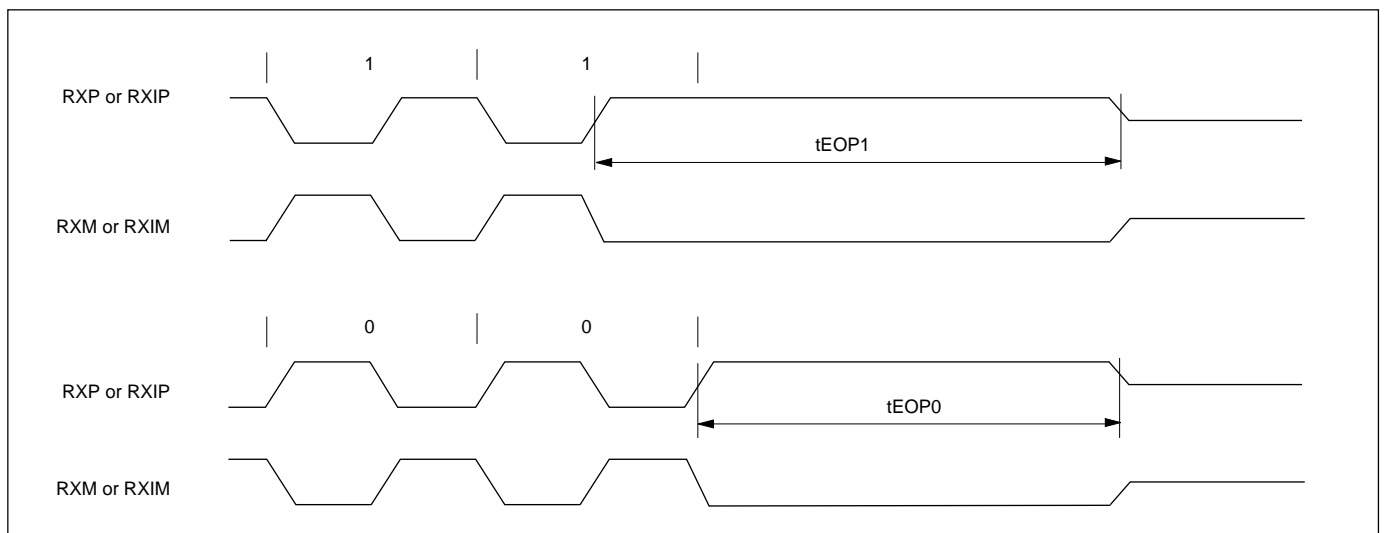 1 1
RXP or RXIP
tEOP1
RXM or RXIM
0 0
RXP or RXIP
tEOP0
RXM or RXIM